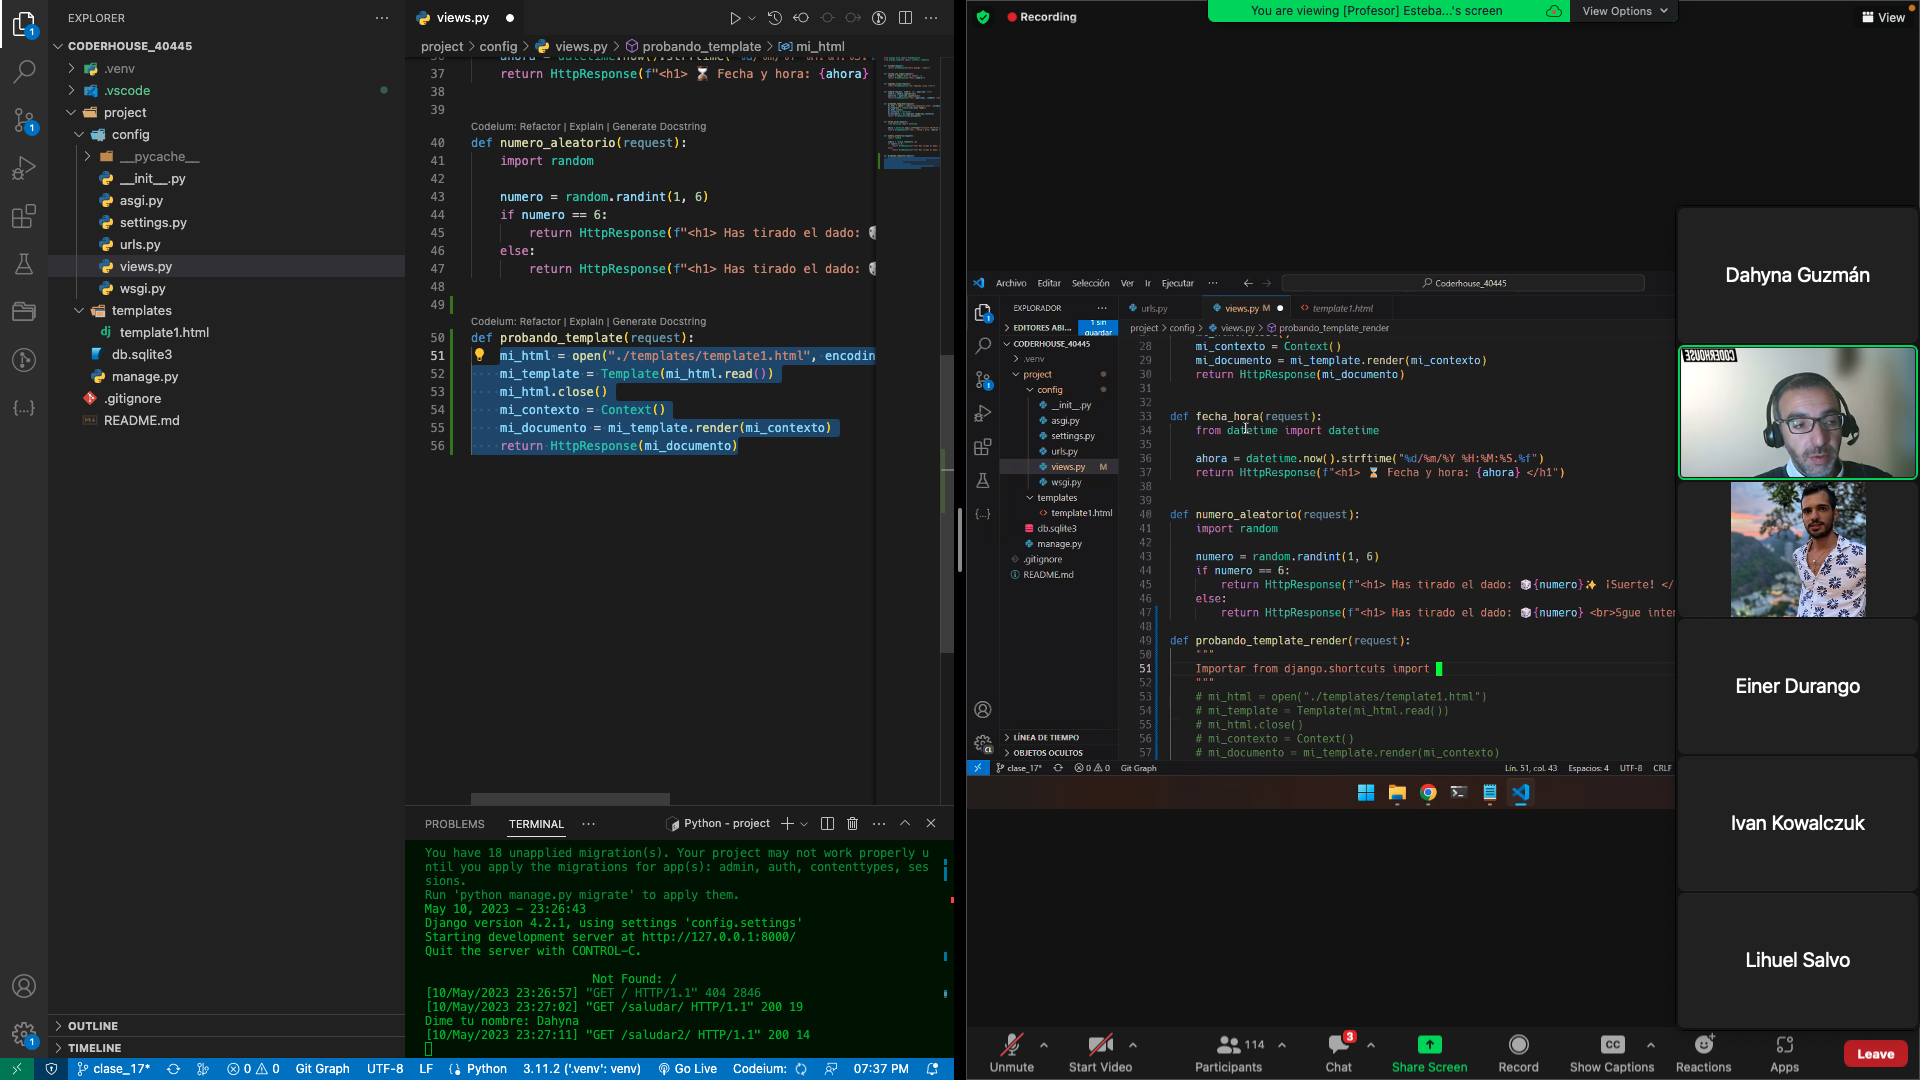 EXPLORER
CODERHOUSE_40445
.venv
.vscode
project
config
__pycache__
__init__.py
asgi.py
settings.py
urls.py
views.py
wsgi.py
templates
template1.html
db.sqlite3
manage.py
.gitignore
README.md
OUTLINE
TIMELINE
views.py
project > config > views.py > probando_template > mi_html
37 return HttpResponse(f"<h1> ⌛ Fecha y hora: {ahora}
38
39
Codeium: Refactor | Explain | Generate Docstring
40 def numero_aleatorio(request):
41 import random
42
43 numero = random.randint(1, 6)
44 if numero == 6:
45 return HttpResponse(f"<h1> Has tirado el dado: 🎲
46 else:
47 return HttpResponse(f"<h1> Has tirado el dado: 🎲
48
49
Codeium: Refactor | Explain | Generate Docstring
50 def probando_template(request):
51 mi_html = open("./templates/template1.html", encodin
52 mi_template = Template(mi_html.read())
53 mi_html.close()
54 mi_contexto = Context()
55 mi_documento = mi_template.render(mi_contexto)
56 return HttpResponse(mi_documento)
PROBLEMS TERMINAL Python - project
You have 18 unapplied migration(s). Your project may not work properly u
ntil you apply the migrations for app(s): admin, auth, contenttypes, ses
sions.
Run 'python manage.py migrate' to apply them.
May 10, 2023 - 23:26:43
Django version 4.2.1, using settings 'config.settings'
Starting development server at http://127.0.0.1:8000/
Quit the server with CONTROL-C.
Not Found: /
[10/May/2023 23:26:57] "GET / HTTP/1.1" 404 2846
[10/May/2023 23:27:02] "GET /saludar/ HTTP/1.1" 200 19
Dime tu nombre: Dahyna
[10/May/2023 23:27:11] "GET /saludar2/ HTTP/1.1" 200 14
clase_17* 0 0 Git Graph UTF-8 LF Python 3.11.2 ('.venv': venv) Go Live Codeium: 07:37 PM
Recording
You are viewing [Profesor] Esteba...'s screen
View Options
View
Archivo Editar Selección Ver Ir Ejecutar ··· Coderhouse_40445
EXPLORADOR
EDITORES ABI... 1 sin guardar
CODERHOUSE_40445
.venv
project
config
__init__.py
asgi.py
settings.py
urls.py
views.py M
wsgi.py
templates
template1.html
db.sqlite3
manage.py
.gitignore
README.md
LÍNEA DE TIEMPO
OBJETOS OCULTOS
urls.py views.py M template1.html
project > config > views.py > probando_template_render
28 mi_contexto = Context()
29 mi_documento = mi_template.render(mi_contexto)
30 return HttpResponse(mi_documento)
31
32
33 def fecha_hora(request):
34 from datetime import datetime
35
36 ahora = datetime.now().strftime("%d/%m/%Y %H:%M:%S.%f")
37 return HttpResponse(f"<h1> ⌛ Fecha y hora: {ahora} </h1")
38
39
40 def numero_aleatorio(request):
41 import random
42
43 numero = random.randint(1, 6)
44 if numero == 6:
45 return HttpResponse(f"<h1> Has tirado el dado: 🎲{numero}✨ ¡Suerte! </
46 else:
47 return HttpResponse(f"<h1> Has tirado el dado: 🎲{numero} <br>Sgue inten
48
49 def probando_template_render(request):
50 """
51 Importar from django.shortcuts import
52 """
53 # mi_html = open("./templates/template1.html")
54 # mi_template = Template(mi_html.read())
55 # mi_html.close()
56 # mi_contexto = Context()
57 # mi_documento = mi_template.render(mi_contexto)
clase_17* 0 0 Git Graph Lín. 51, col. 43 Espacios: 4 UTF-8 CRLF
Dahyna Guzmán
CODERHOUSE
Einer Durango
Ivan Kowalczuk
Lihuel Salvo
Unmute
Start Video
114
Participants
3
Chat
Share Screen
Record
CC
Show Captions
Reactions
Apps
Leave